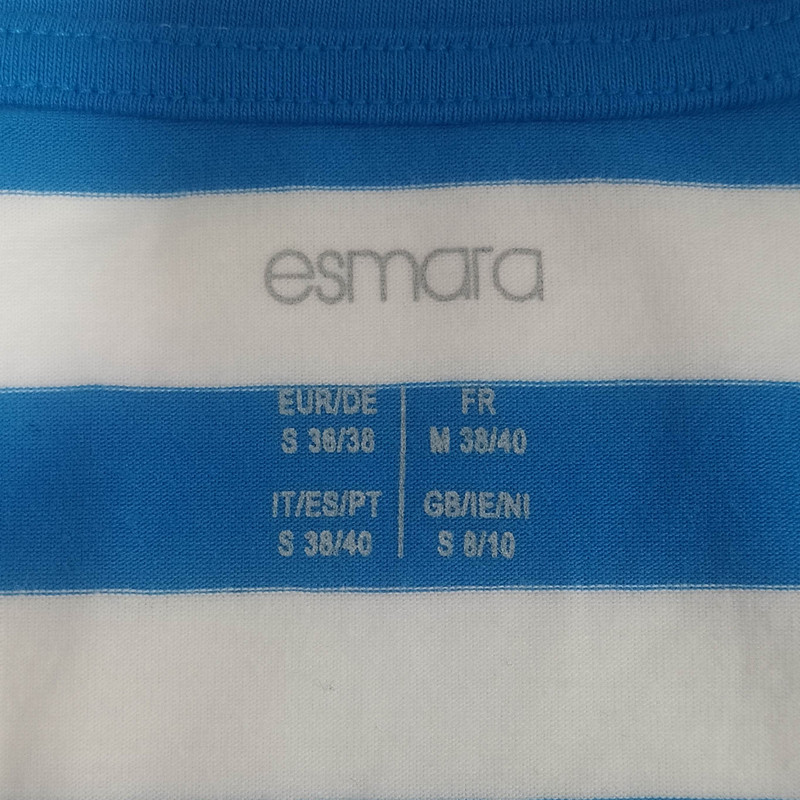 esmara
EUR/DE
S 36/38
FR
M 38/40
IT/ES/PT
S 38/40
GB/IE/NI
S 8/10